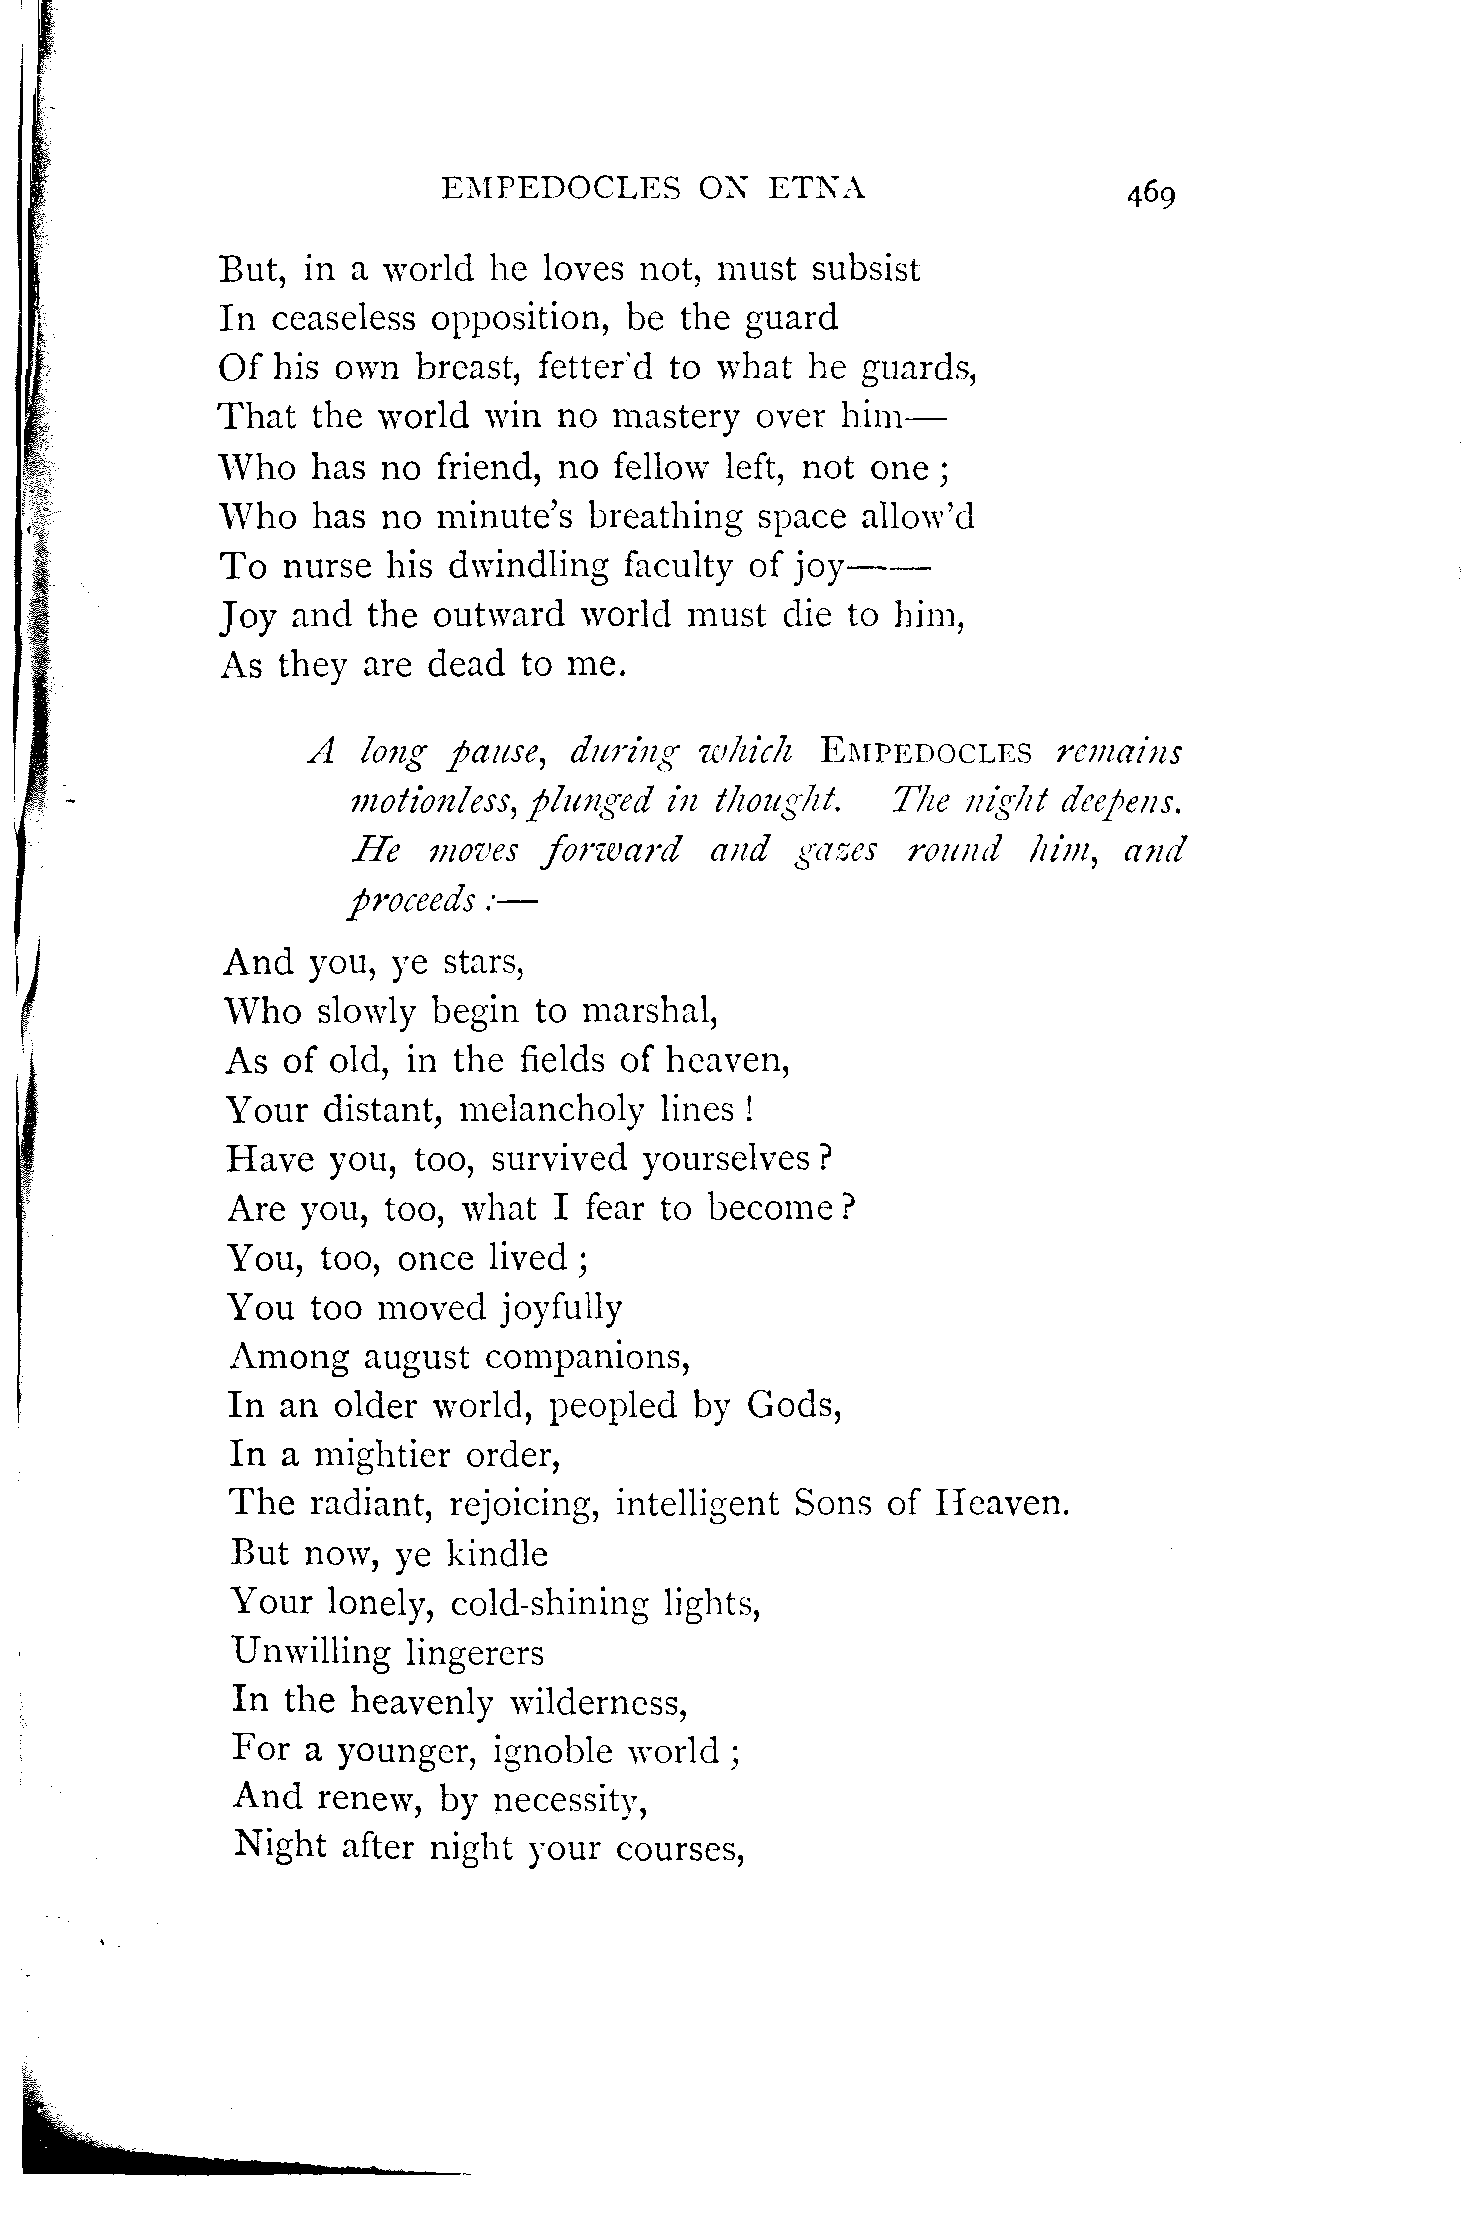 EMPEDOCLES ON ETNA 469
But, in a world he loves not, must subsist
In ceaseless opposition, be the guard
Of his own breast, fetter'd to what he guards,
That the world win no mastery over him—
Who has no friend, no fellow left, not one ;
Who has no minute's breathing space allow'd
To nurse his dwindling faculty of joy——
Joy and the outward world must die to him,
As they are dead to me.
A long pause, during which EMPEDOCLES remains
motionless, plunged in thought. The night deepens.
He moves forward and gazes round him, and
proceeds :—
And you, ye stars,
Who slowly begin to marshal,
As of old, in the fields of heaven,
Your distant, melancholy lines !
Have you, too, survived yourselves ?
Are you, too, what I fear to become ?
You, too, once lived ;
You too moved joyfully
Among august companions,
In an older world, peopled by Gods,
In a mightier order,
The radiant, rejoicing, intelligent Sons of Heaven.
But now, ye kindle
Your lonely, cold-shining lights,
Unwilling lingerers
In the heavenly wilderness,
For a younger, ignoble world ;
And renew, by necessity,
Night after night your courses,